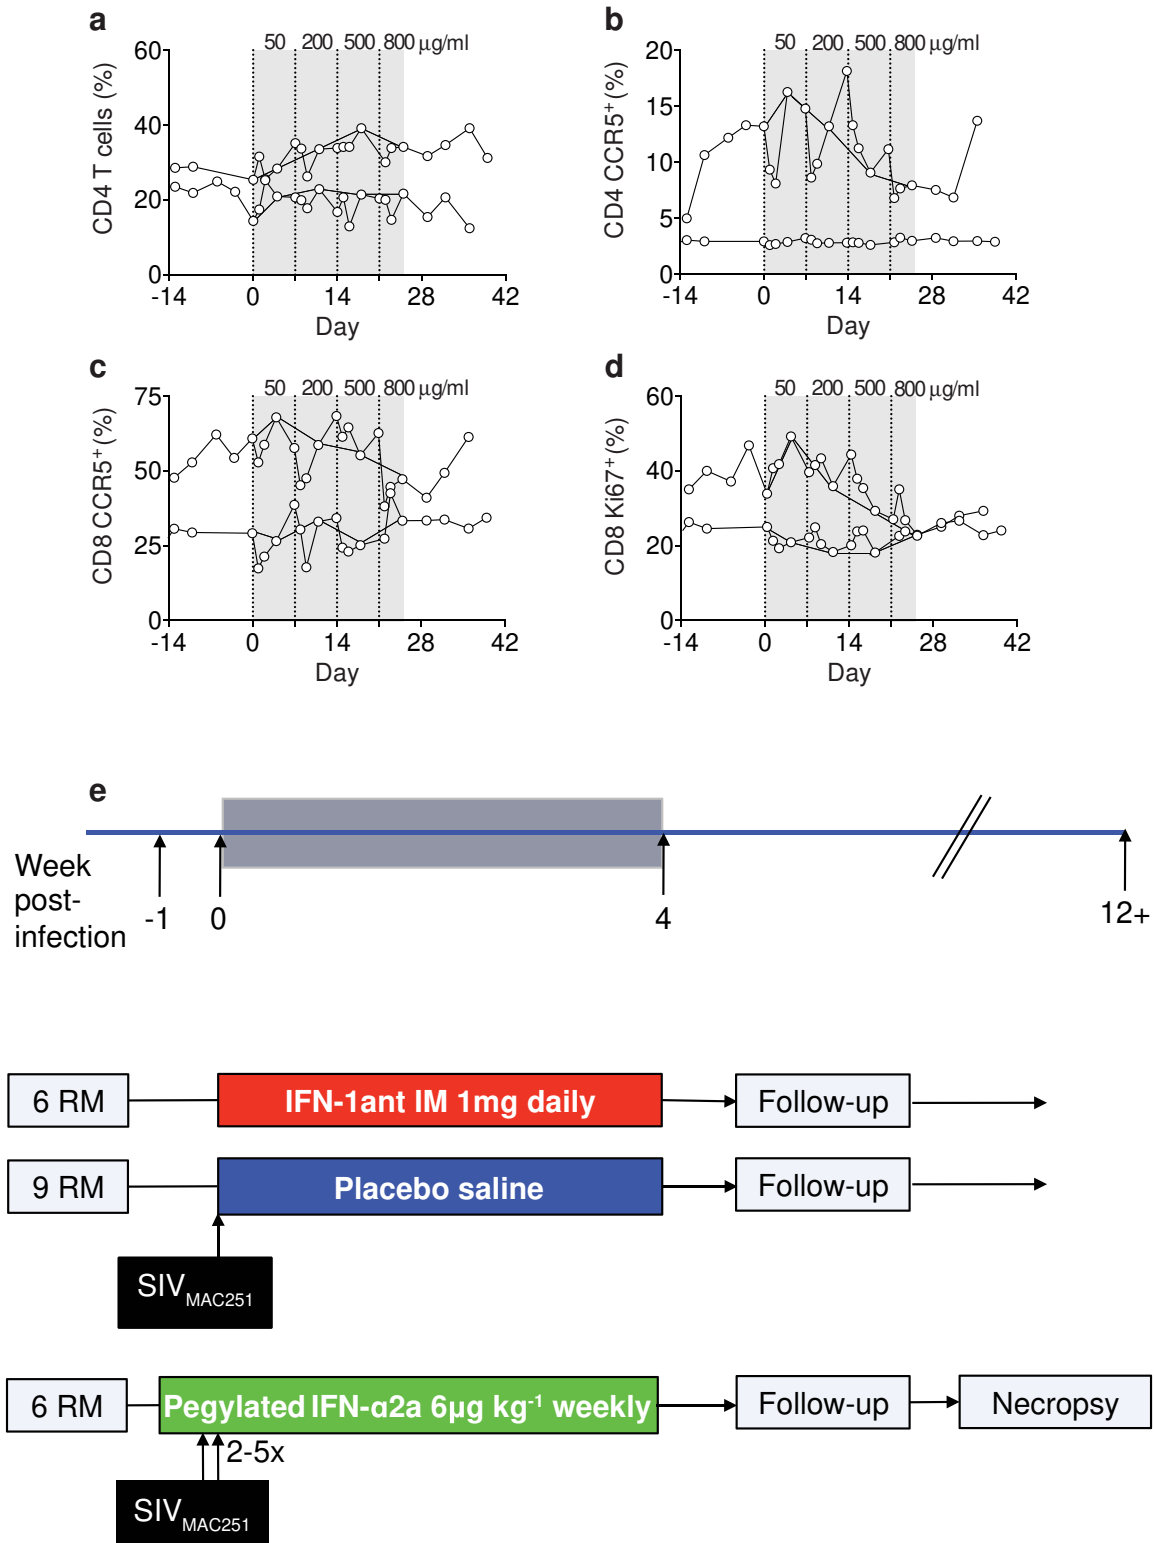 a
50 200 500 800 µg/ml
60
40
20
0
CD4 T cells (%)
-14 0 14 28 42
Day
b
50 200 500 800 µg/ml
20
15
10
5
0
CD4 CCR5⁺ (%)
-14 0 14 28 42
Day
c
50 200 500 800 µg/ml
75
50
25
0
CD8 CCR5⁺ (%)
-14 0 14 28 42
Day
d
50 200 500 800 µg/ml
60
40
20
0
CD8 Ki67⁺ (%)
-14 0 14 28 42
Day
e
Week
post-
infection
-1 0 4 12+
6 RM IFN-1ant IM 1mg daily Follow-up
9 RM Placebo saline Follow-up
SIV MAC251
6 RM Pegylated IFN-α2a 6µg kg⁻¹ weekly Follow-up Necropsy
2-5x
SIV MAC251